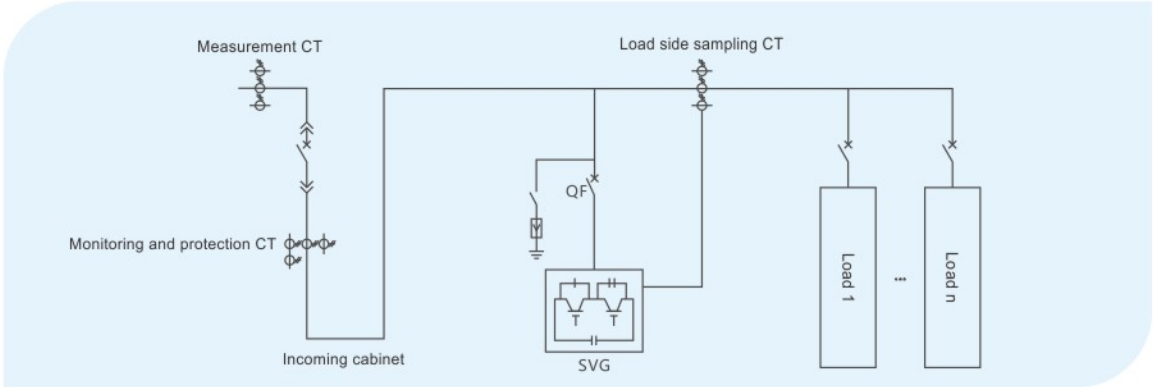 Measurement CT
Load side sampling CT
QF
Monitoring and protection CT
Load 1
...
Load n
T
T
Incoming cabinet
SVG